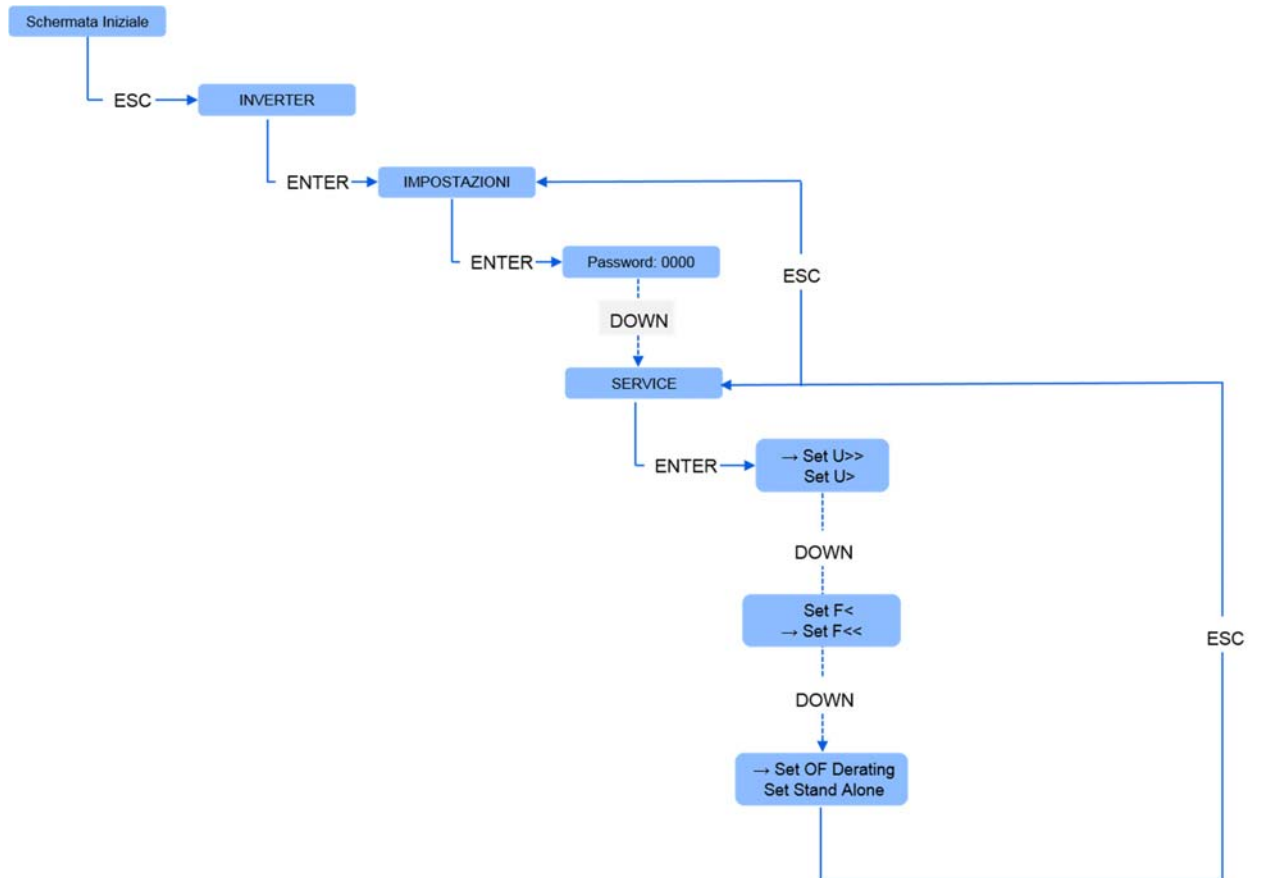 Schermata Iniziale
ESC
INVERTER
ENTER
IMPOSTAZIONI
ENTER
Password: 0000
ESC
DOWN
SERVICE
ENTER
→ Set U>>
Set U>
DOWN
Set F<
→ Set F<<
ESC
DOWN
→ Set OF Derating
Set Stand Alone